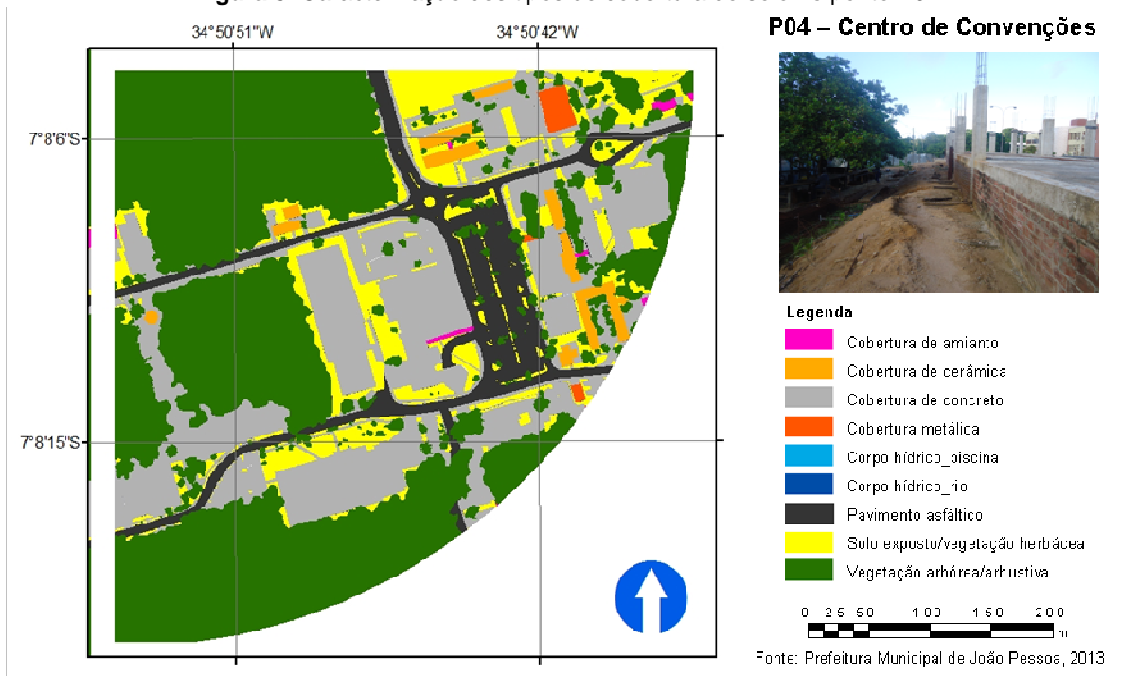 34°50'51"W
34°50'42"W
P04 – Centro de Convenções
7°8'6"S
7°8'15"S
Legenda
Cobertura de amianto
Cobertura de cerâmica
Cobertura de concreto
Cobertura metálica
Corpo hídrico_piscina
Corpo hídrico_rio
Pavimento asfáltico
Solo exposto/vegetação herbácea
Vegetação arbórea/arbustiva
0 25 50 100 150 200
m
Fonte: Prefeitura Municipal de João Pessoa, 2013